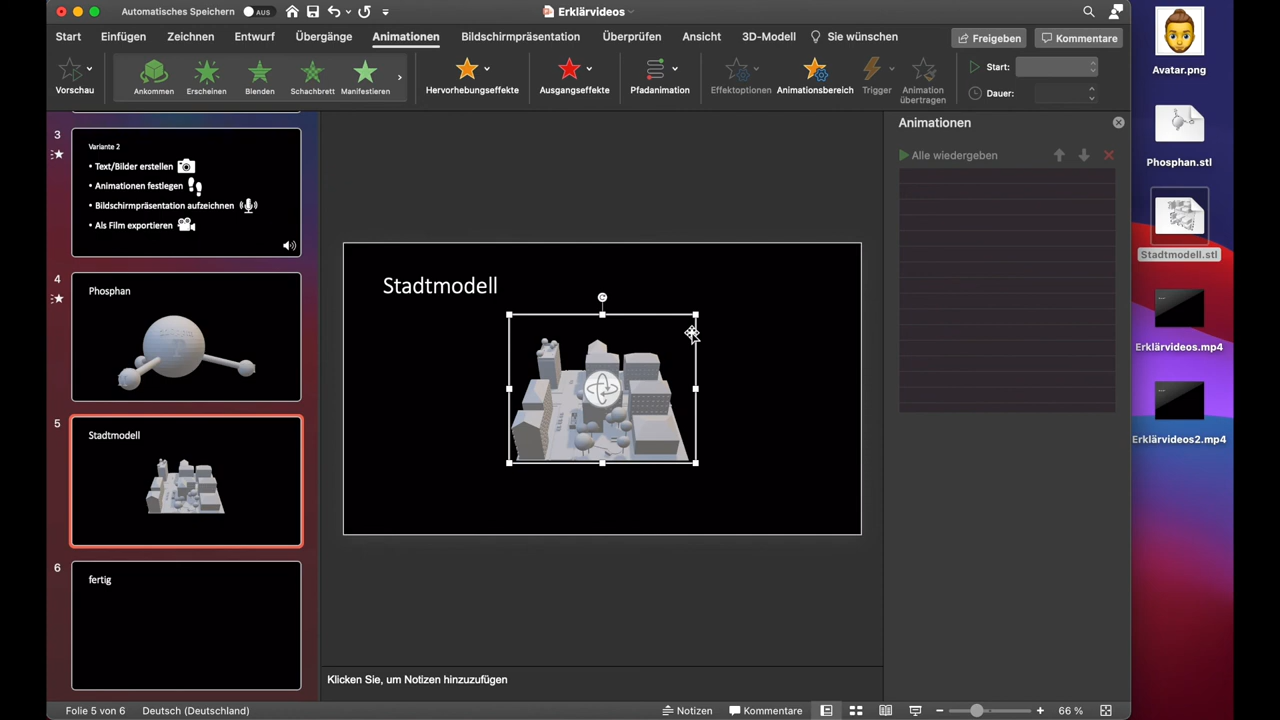 Automatisches Speichern AUS
Erklärvideos
Start Einfügen Zeichnen Entwurf Übergänge Animationen Bildschirmpräsentation Überprüfen Ansicht 3D-Modell Sie wünschen Freigeben Kommentare
Vorschau
Ankommen
Erscheinen
Blenden
Schachbrett
Manifestieren
Hervorhebungseffekte
Ausgangseffekte
Pfadanimation
Effektoptionen
Animationsbereich
Trigger
Animation
übertragen
Start:
Dauer:
3
Variante 2
• Text/Bilder erstellen
• Animationen festlegen
• Bildschirmpräsentation aufzeichnen
• Als Film exportieren
4
Phosphan
5
Stadtmodell
6
fertig
Stadtmodell
Klicken Sie, um Notizen hinzuzufügen
Animationen
Alle wiedergeben
Avatar.png
Phosphan.stl
Stadtmodell.stl
Erklärvideos.mp4
Erklärvideos2.mp4
Folie 5 von 6 Deutsch (Deutschland) Notizen Kommentare 66 %